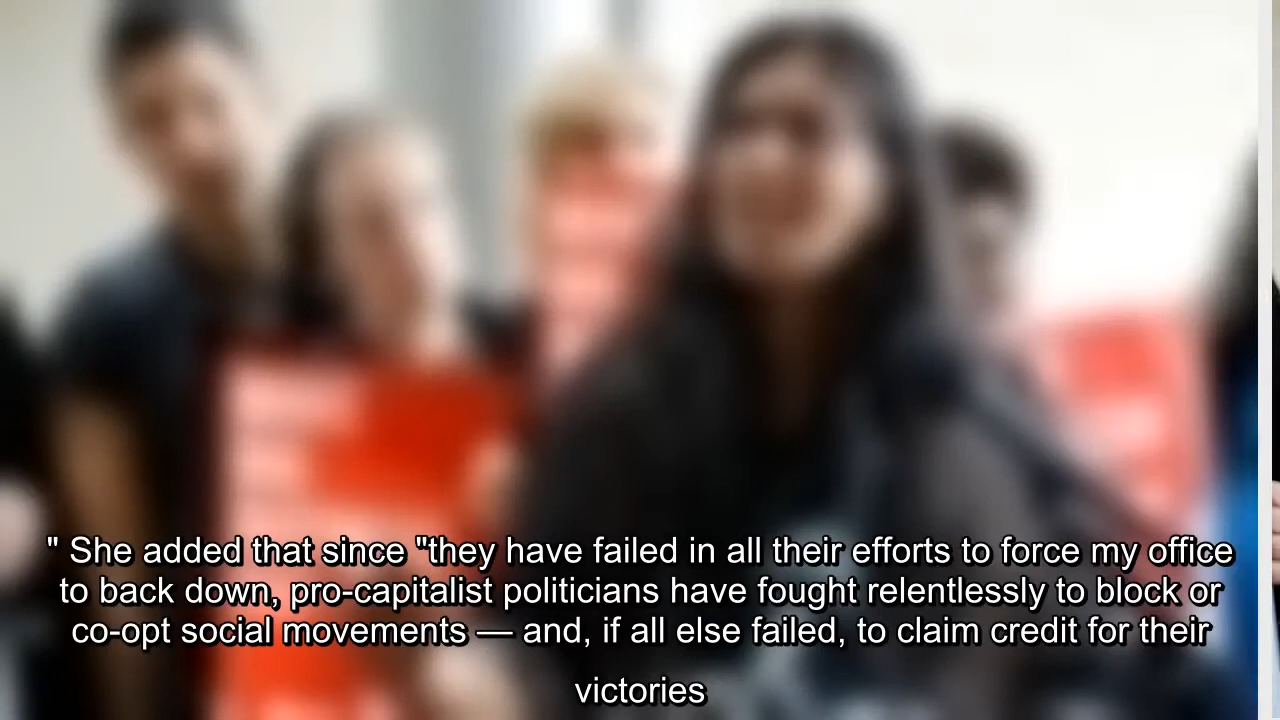 " She added that since "they have failed in all their efforts to force my office
to back down, pro-capitalist politicians have fought relentlessly to block or
co-opt social movements — and, if all else failed, to claim credit for their
victories